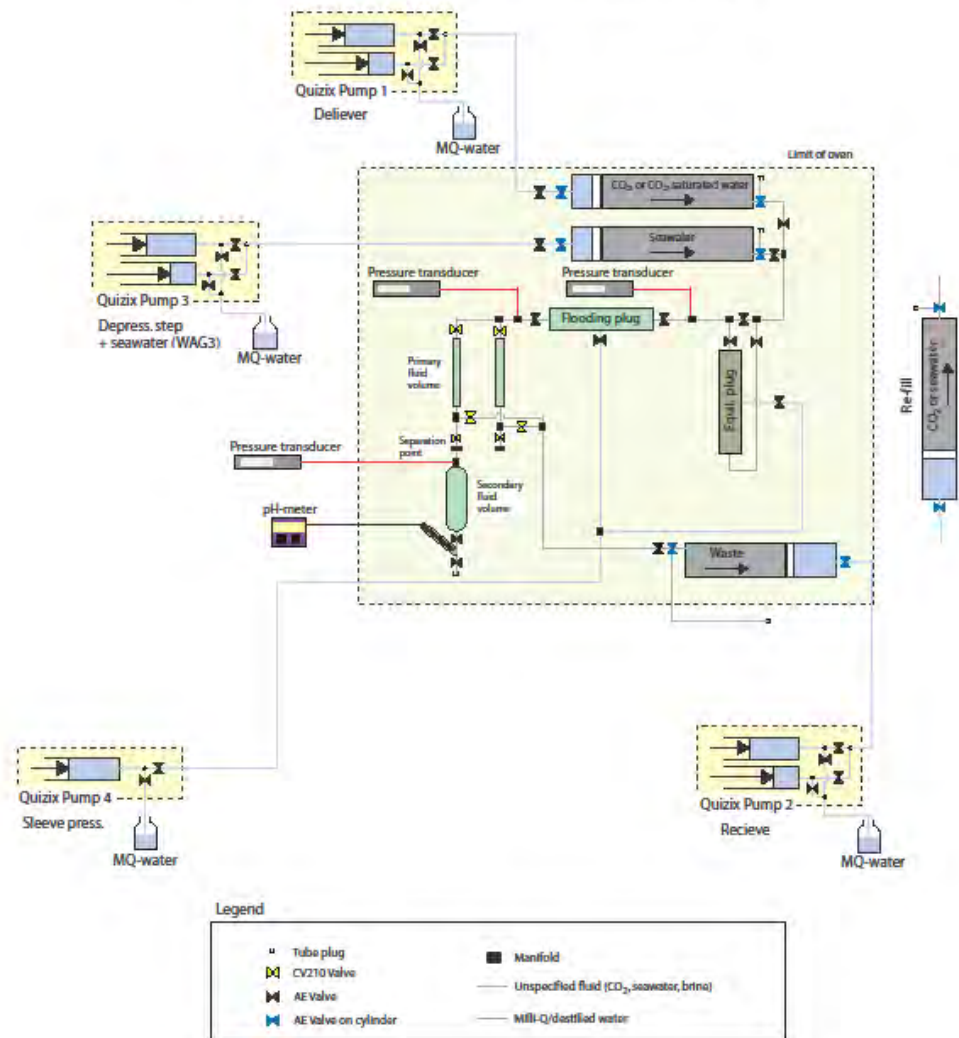 Quizix Pump 1
Deliever
MQ-water
Limit of oven
CO2 or CO2 saturated water
Seawater
Quizix Pump 3
Depress. step
+ seawater (WAG3)
MQ-water
Pressure transducer
Pressure transducer
Flooding plug
Primary
fluid
volume
Equil. plug
Re-fill
CO2 or seawater
Separation
point
Pressure transducer
Secondary
fluid
volume
pH-meter
Waste
Quizix Pump 4
Sleeve press.
MQ-water
Quizix Pump 2
Recieve
MQ-water
Legend
Tube plug
CV210 Valve
AE Valve
AE Valve on cylinder
Manifold
Unspecified fluid (CO2, seawater, brine)
Milli-Q/destilled water